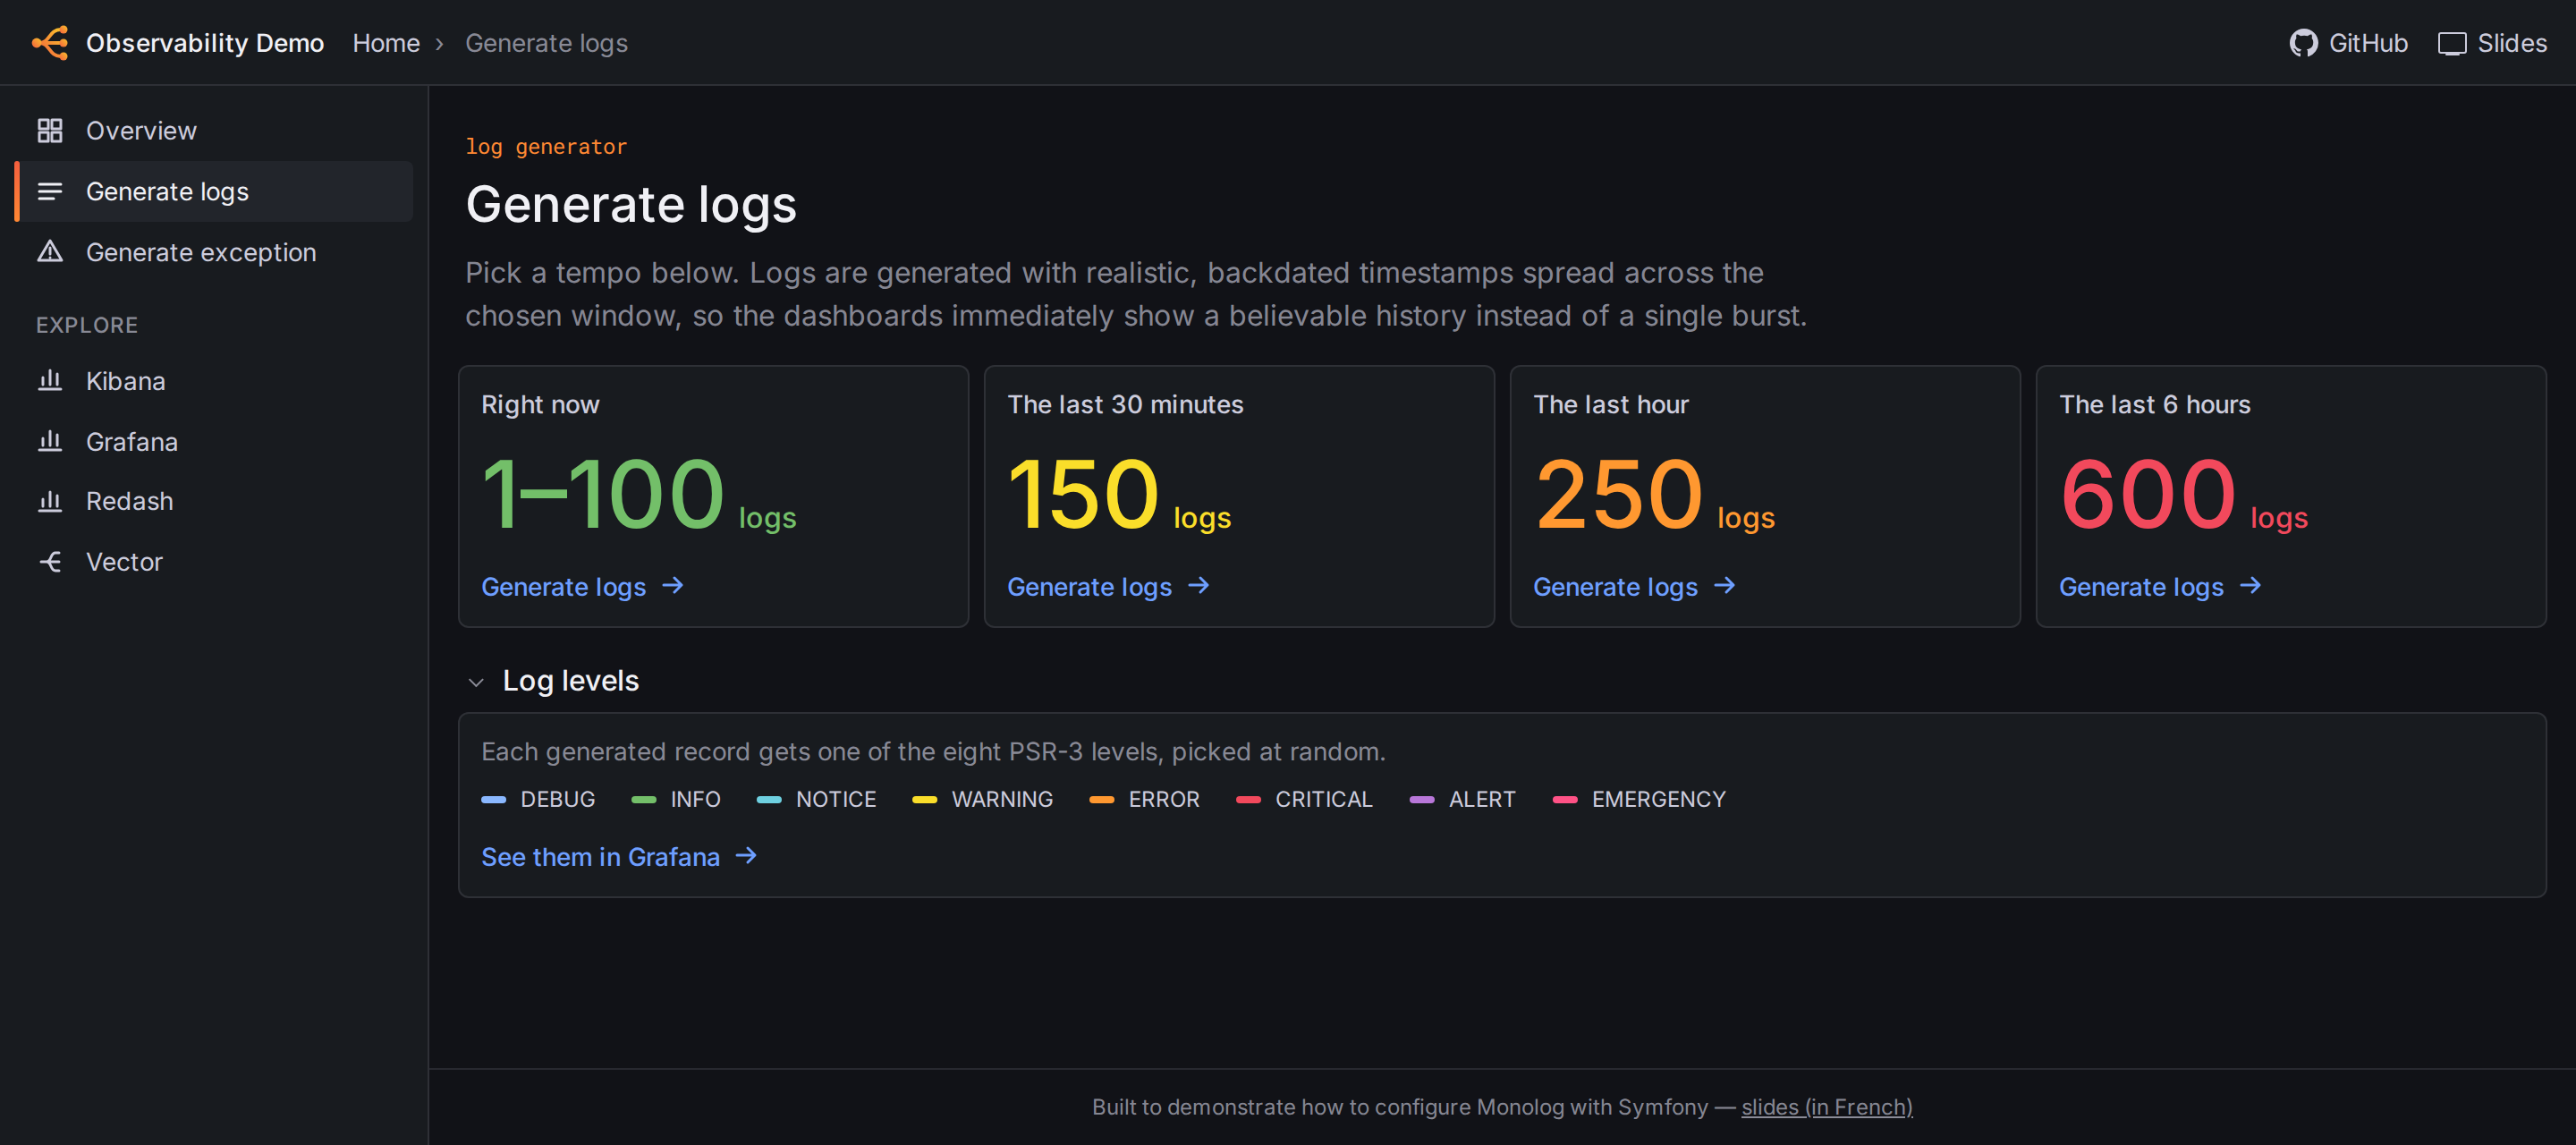 Observability Demo Home › Generate logs
GitHub Slides
Overview
Generate logs
Generate exception
EXPLORE
Kibana
Grafana
Redash
Vector
log generator
Generate logs
Pick a tempo below. Logs are generated with realistic, backdated timestamps spread across the
chosen window, so the dashboards immediately show a believable history instead of a single burst.
Right now
1–100 logs
Generate logs →
The last 30 minutes
150 logs
Generate logs →
The last hour
250 logs
Generate logs →
The last 6 hours
600 logs
Generate logs →
Log levels
Each generated record gets one of the eight PSR-3 levels, picked at random.
DEBUG INFO NOTICE WARNING ERROR CRITICAL ALERT EMERGENCY
See them in Grafana →
Built to demonstrate how to configure Monolog with Symfony — slides (in French)